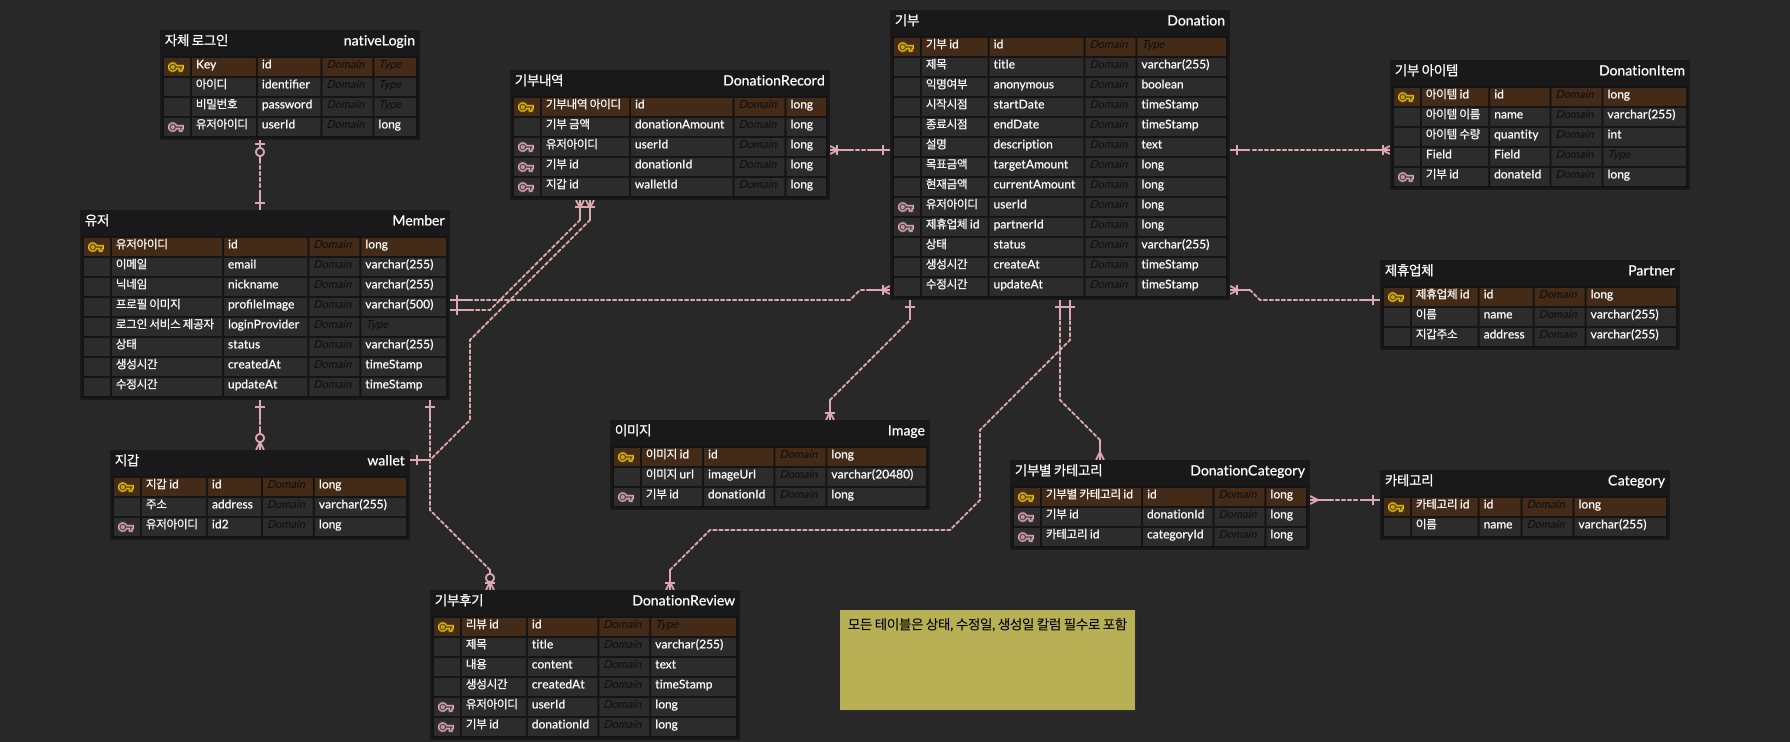 자체 로그인 nativeLogin
Key id Domain Type
아이디 identifier Domain Type
비밀번호 password Domain Type
유저아이디 userId Domain long
기부내역 DonationRecord
기부내역 아이디 id Domain long
기부 금액 donationAmount Domain long
유저아이디 userId Domain long
기부 id donationId Domain long
지갑 id walletId Domain long
기부 Donation
기부 id id Domain Type
제목 title Domain varchar(255)
익명여부 anonymous Domain boolean
시작시점 startDate Domain timeStamp
종료시점 endDate Domain timeStamp
설명 description Domain text
목표금액 targetAmount Domain long
현재금액 currentAmount Domain long
유저아이디 userId Domain long
제휴업체 id partnerId Domain long
상태 status Domain varchar(255)
생성시간 createAt Domain timeStamp
수정시간 updateAt Domain timeStamp
기부 아이템 DonationItem
아이템 id id Domain long
아이템 이름 name Domain varchar(255)
아이템 수량 quantity Domain int
Field Field Domain Type
기부 id donateId Domain long
유저 Member
유저아이디 id Domain long
이메일 email Domain varchar(255)
닉네임 nickname Domain varchar(255)
프로필 이미지 profileImage Domain varchar(500)
로그인 서비스 제공자 loginProvider Domain Type
상태 status Domain varchar(255)
생성시간 createdAt Domain timeStamp
수정시간 updateAt Domain timeStamp
제휴업체 Partner
제휴업체 id id Domain long
이름 name Domain varchar(255)
지갑주소 address Domain varchar(255)
지갑 wallet
지갑 id id Domain long
주소 address Domain varchar(255)
유저아이디 id2 Domain long
이미지 Image
이미지 id id Domain long
이미지 url imageUrl Domain varchar(20480)
기부 id donationId Domain long
기부별 카테고리 DonationCategory
기부별 카테고리 id id Domain long
기부 id donationId Domain long
카테고리 id categoryId Domain long
카테고리 Category
카테고리 id id Domain long
이름 name Domain varchar(255)
기부후기 DonationReview
리뷰 id id Domain Type
제목 title Domain varchar(255)
내용 content Domain text
생성시간 createdAt Domain timeStamp
유저아이디 userId Domain long
기부 id donationId Domain long
모든 테이블은 상태, 수정일, 생성일 칼럼 필수로 포함